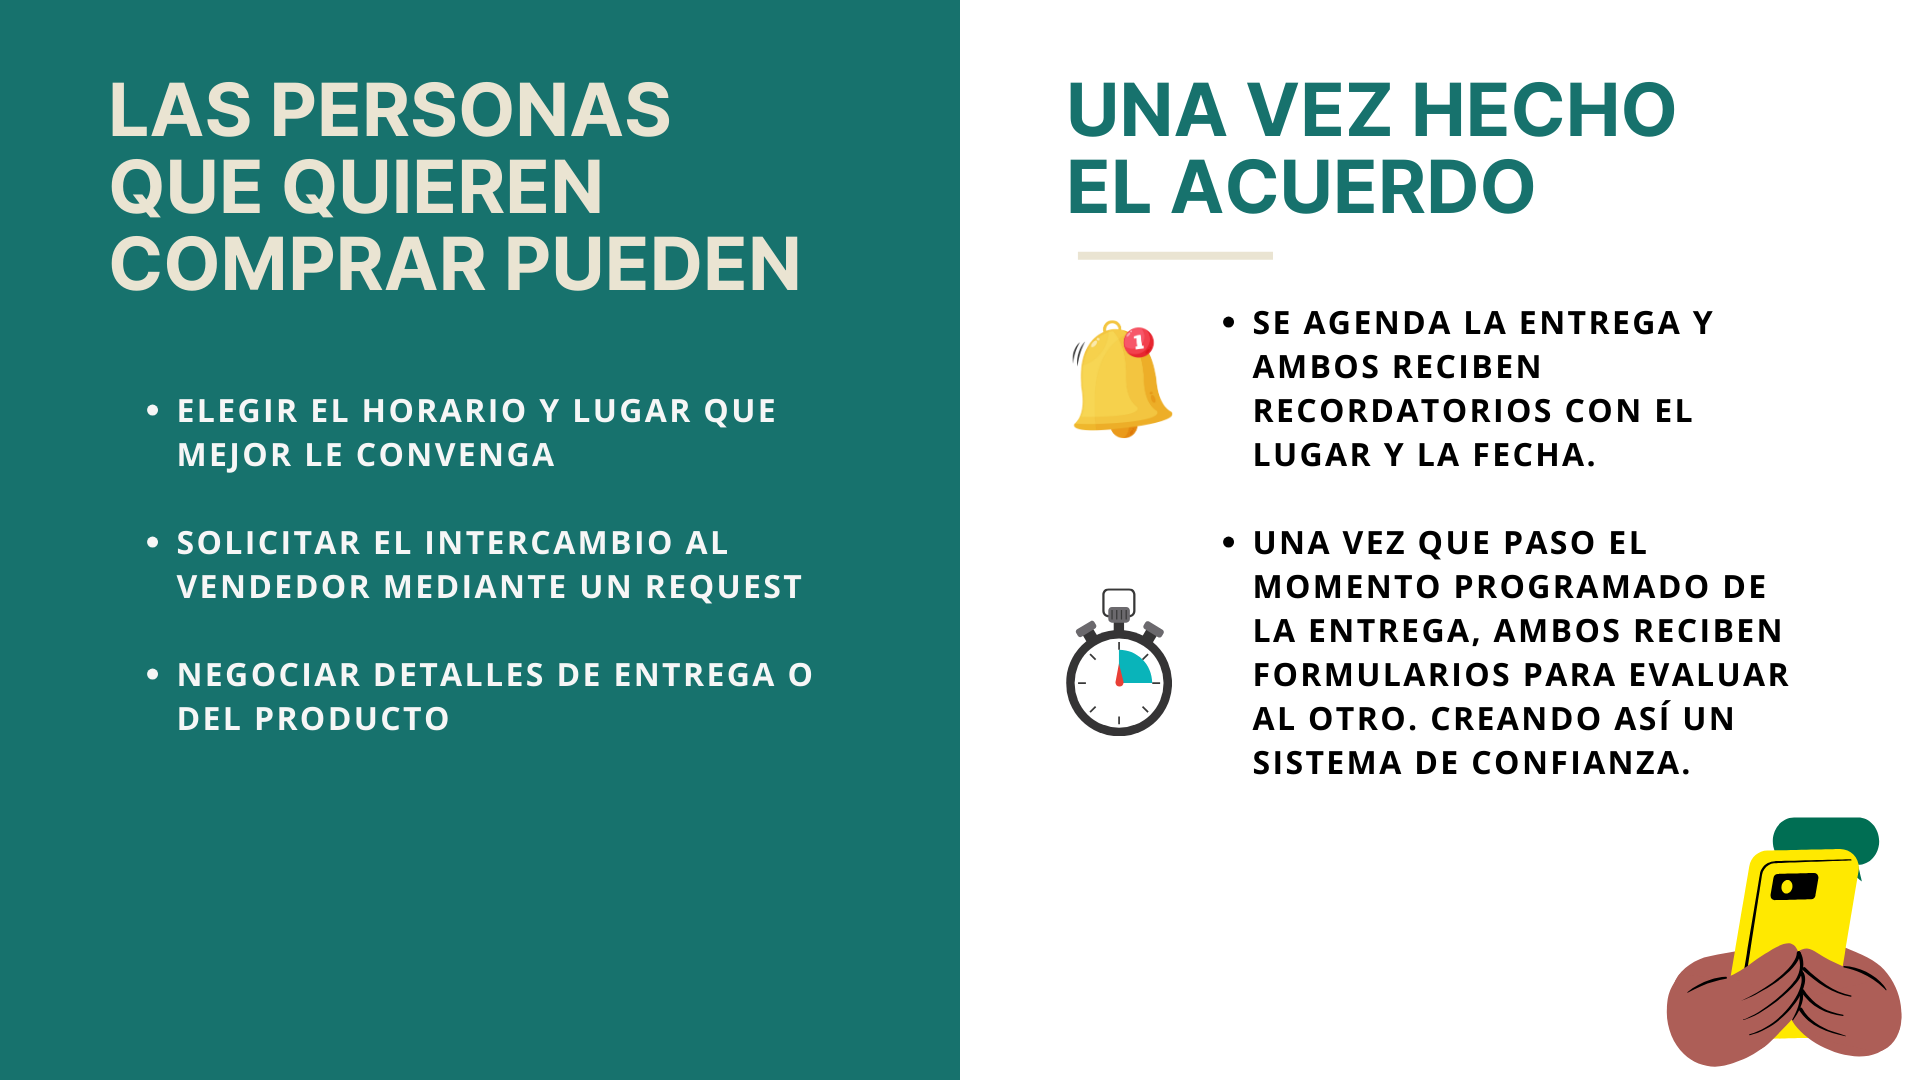 LAS PERSONAS
QUE QUIEREN
COMPRAR PUEDEN
• ELEGIR EL HORARIO Y LUGAR QUE
MEJOR LE CONVENGA
• SOLICITAR EL INTERCAMBIO AL
VENDEDOR MEDIANTE UN REQUEST
• NEGOCIAR DETALLES DE ENTREGA O
DEL PRODUCTO
UNA VEZ HECHO
EL ACUERDO
1
• SE AGENDA LA ENTREGA Y
AMBOS RECIBEN
RECORDATORIOS CON EL
LUGAR Y LA FECHA.
• UNA VEZ QUE PASO EL
MOMENTO PROGRAMADO DE
LA ENTREGA, AMBOS RECIBEN
FORMULARIOS PARA EVALUAR
AL OTRO. CREANDO ASÍ UN
SISTEMA DE CONFIANZA.